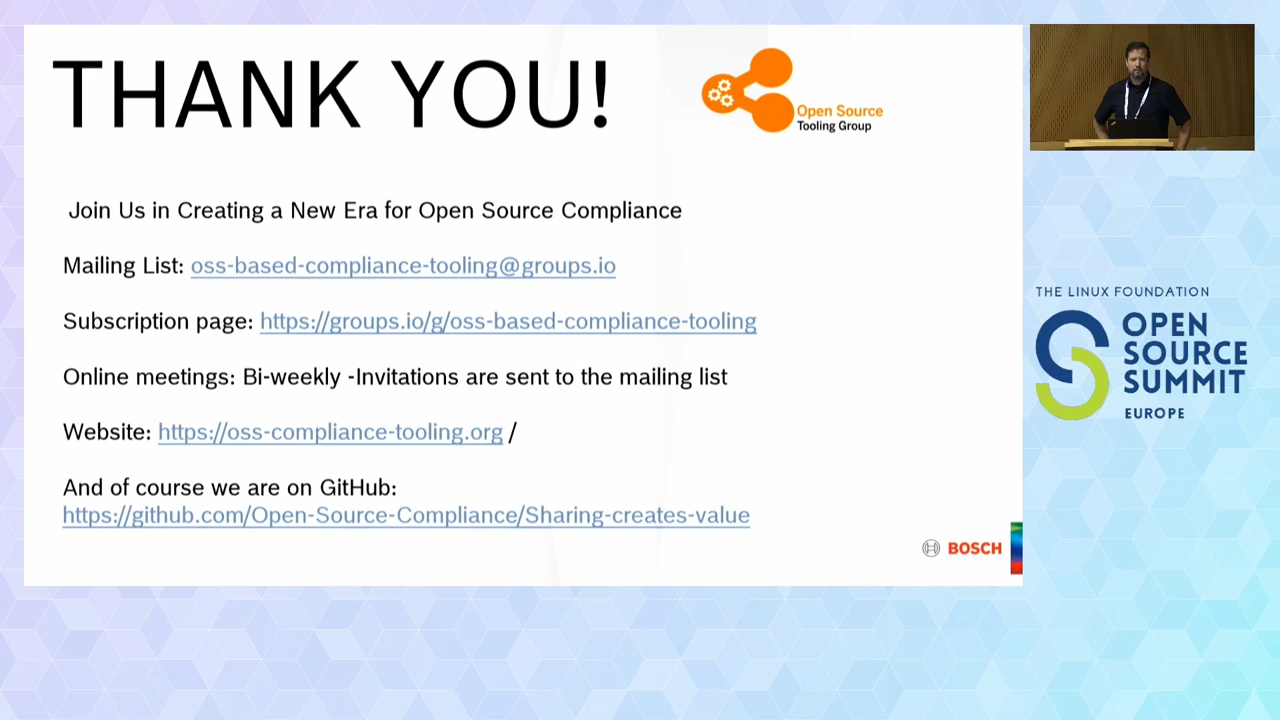 THANK YOU!
Open Source
Tooling Group
Join Us in Creating a New Era for Open Source Compliance
Mailing List: oss-based-compliance-tooling@groups.io
Subscription page: https://groups.io/g/oss-based-compliance-tooling
Online meetings: Bi-weekly -Invitations are sent to the mailing list
Website: https://oss-compliance-tooling.org /
And of course we are on GitHub:
https://github.com/Open-Source-Compliance/Sharing-creates-value
BOSCH
THE LINUX FOUNDATION
OPEN
SOURCE
SUMMIT
EUROPE